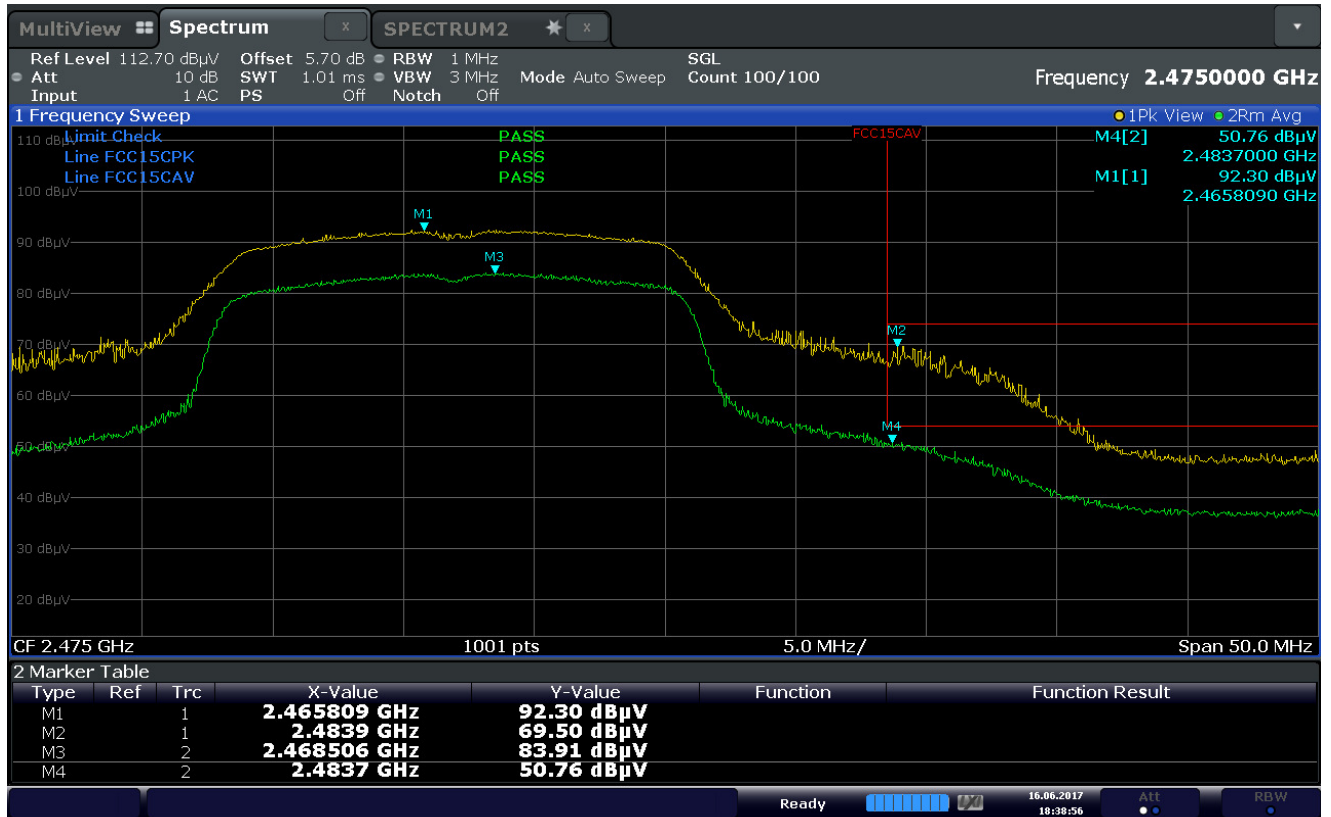 MultiView Spectrum x SPECTRUM2 x
Ref Level 112.70 dBµV Offset 5.70 dB RBW 1 MHz SGL
Att 10 dB SWT 1.01 ms VBW 3 MHz Mode Auto Sweep Count 100/100 Frequency 2.4750000 GHz
Input 1 AC PS Off Notch Off
1 Frequency Sweep 1Pk View 2Rm Avg
110 dBµV Limit Check PASS FCC15CAV M4[2] 50.76 dBµV
Line FCC15CPK PASS 2.4837000 GHz
Line FCC15CAV PASS M1[1] 92.30 dBµV
100 dBµV 2.4658090 GHz
M1
90 dBµV
M3
80 dBµV
70 dBµV M2
60 dBµV
M4
50 dBµV
40 dBµV
30 dBµV
20 dBµV
CF 2.475 GHz 1001 pts 5.0 MHz/ Span 50.0 MHz
2 Marker Table
Type Ref Trc X-Value Y-Value Function Function Result
M1 1 2.465809 GHz 92.30 dBµV
M2 1 2.4839 GHz 69.50 dBµV
M3 2 2.468506 GHz 83.91 dBµV
M4 2 2.4837 GHz 50.76 dBµV
Ready 16.06.2017 Att RBW
18:38:56